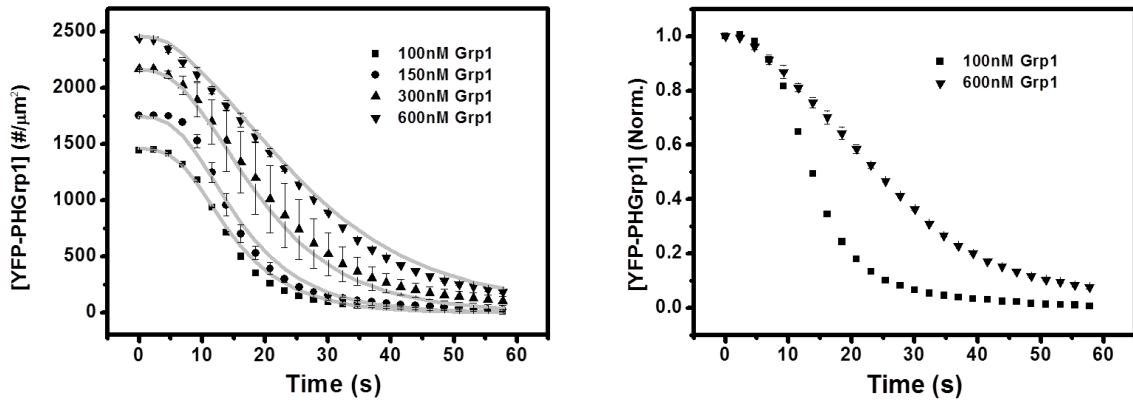 2500
2000
1500
1000
500
0
[YFP-PHGrp1] (#/μm²)
100nM Grp1
150nM Grp1
300nM Grp1
600nM Grp1
0 10 20 30 40 50 60
Time (s)
1.0
0.8
0.6
0.4
0.2
0.0
[YFP-PHGrp1] (Norm.)
100nM Grp1
600nM Grp1
0 10 20 30 40 50 60
Time (s)